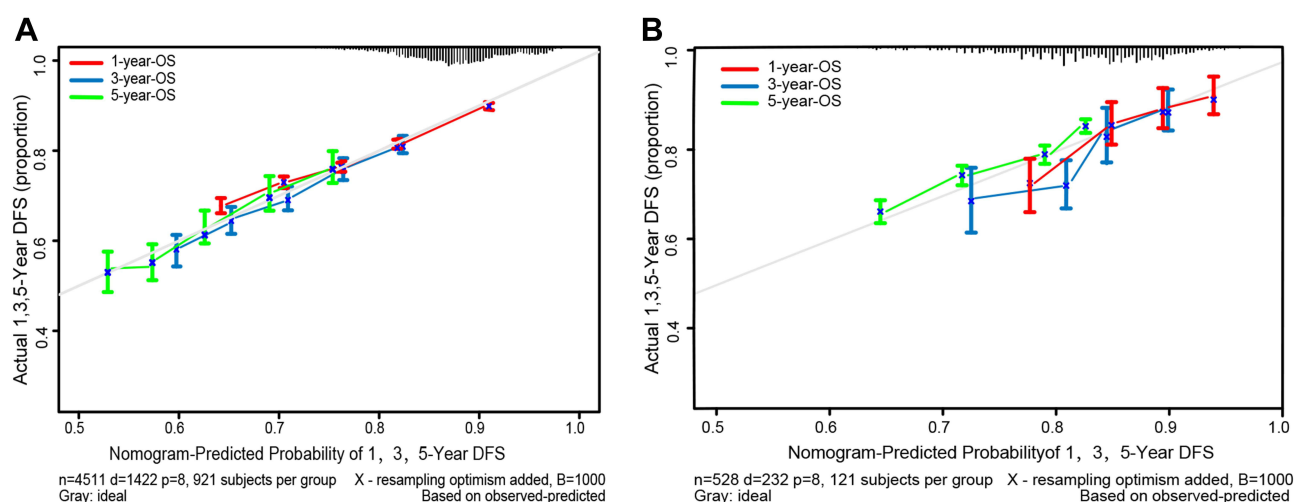 A
1-year-OS
3-year-OS
5-year-OS
Actual 1,3,5-Year DFS (proportion)
1.0
0.8
0.6
0.4
0.5 0.6 0.7 0.8 0.9 1.0
Nomogram-Predicted Probability of 1, 3, 5-Year DFS
n=4511 d=1422 p=8, 921 subjects per group X - resampling optimism added, B=1000
Gray: ideal Based on observed-predicted
B
1-year-OS
3-year-OS
5-year-OS
Actual 1,3,5-Year DFS (proportion)
1.0
0.8
0.6
0.4
0.5 0.6 0.7 0.8 0.9 1.0
Nomogram-Predicted Probabilityof 1, 3, 5-Year DFS
n=528 d=232 p=8, 121 subjects per group X - resampling optimism added, B=1000
Gray: ideal Based on observed-predicted